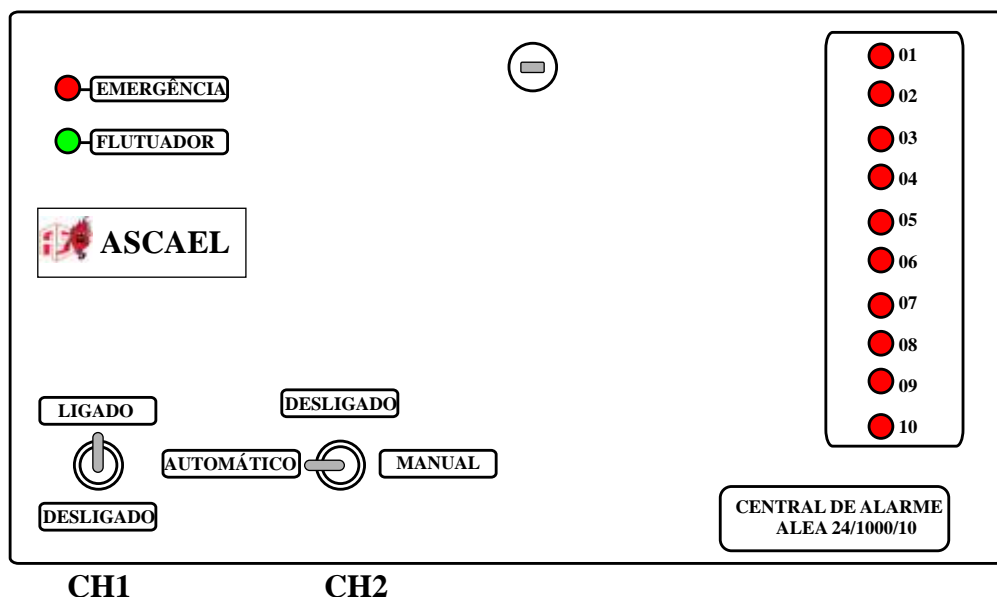 EMERGÊNCIA
FLUTUADOR
ASCAEL
01
02
03
04
05
06
07
08
09
10
LIGADO
DESLIGADO
DESLIGADO
AUTOMÁTICO
MANUAL
CENTRAL DE ALARME
ALEA 24/1000/10
CH1
CH2